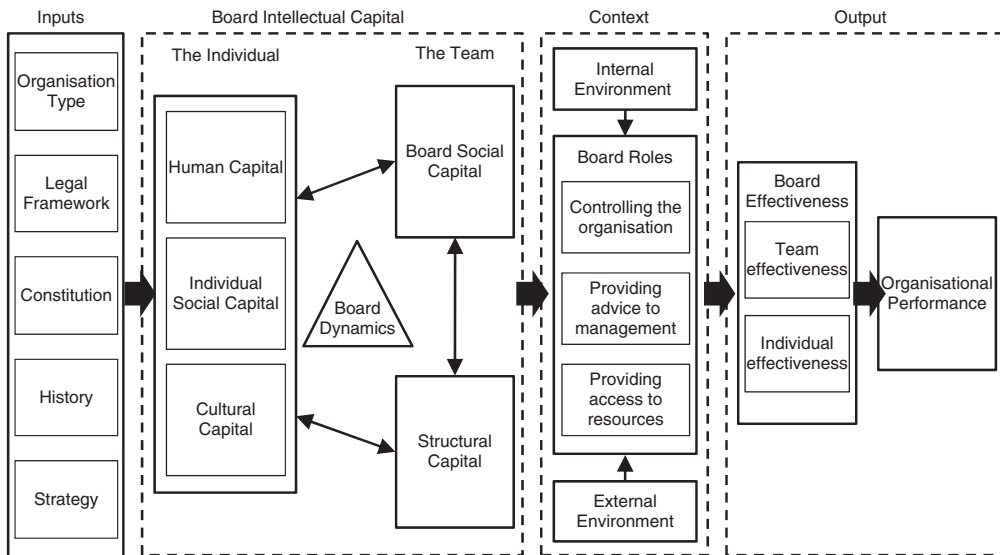 Inputs
Board Intellectual Capital
Context
Output
Organisation
Type
Legal
Framework
Constitution
History
Strategy
The Individual
The Team
Human Capital
Individual
Social Capital
Cultural
Capital
Board
Dynamics
Board Social
Capital
Structural
Capital
Internal
Environment
Board Roles
Controlling the
organisation
Providing
advice to
management
Providing
access to
resources
External
Environment
Board
Effectiveness
Team
effectiveness
Individual
effectiveness
Organisational
Performance